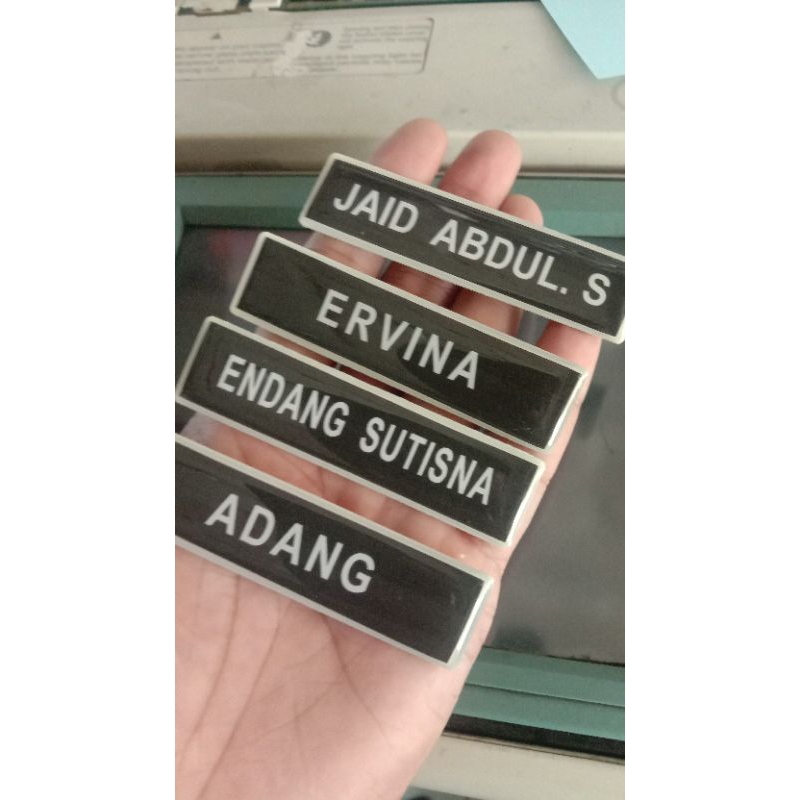 JAID ABDUL. S
ERVINA
ENDANG SUTISNA
ADANG